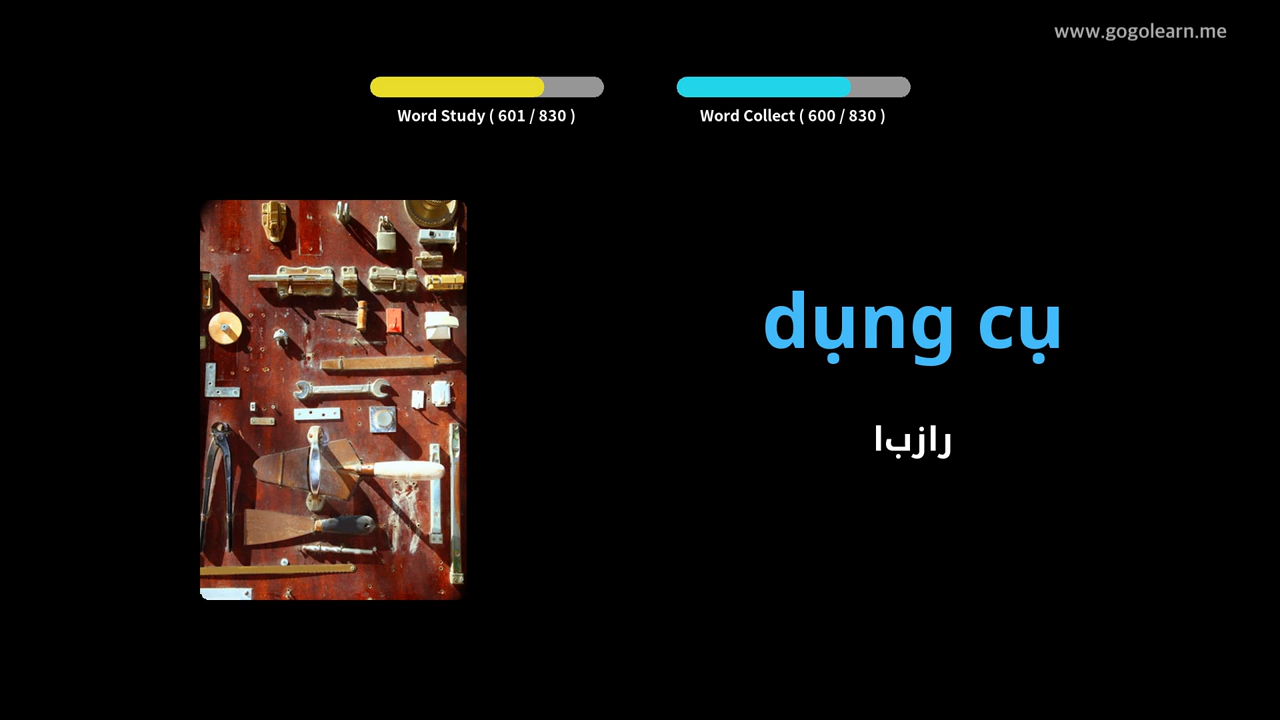 www.gogolearn.me
Word Study ( 601 / 830 )
Word Collect ( 600 / 830 )
dụng cụ
رازبا